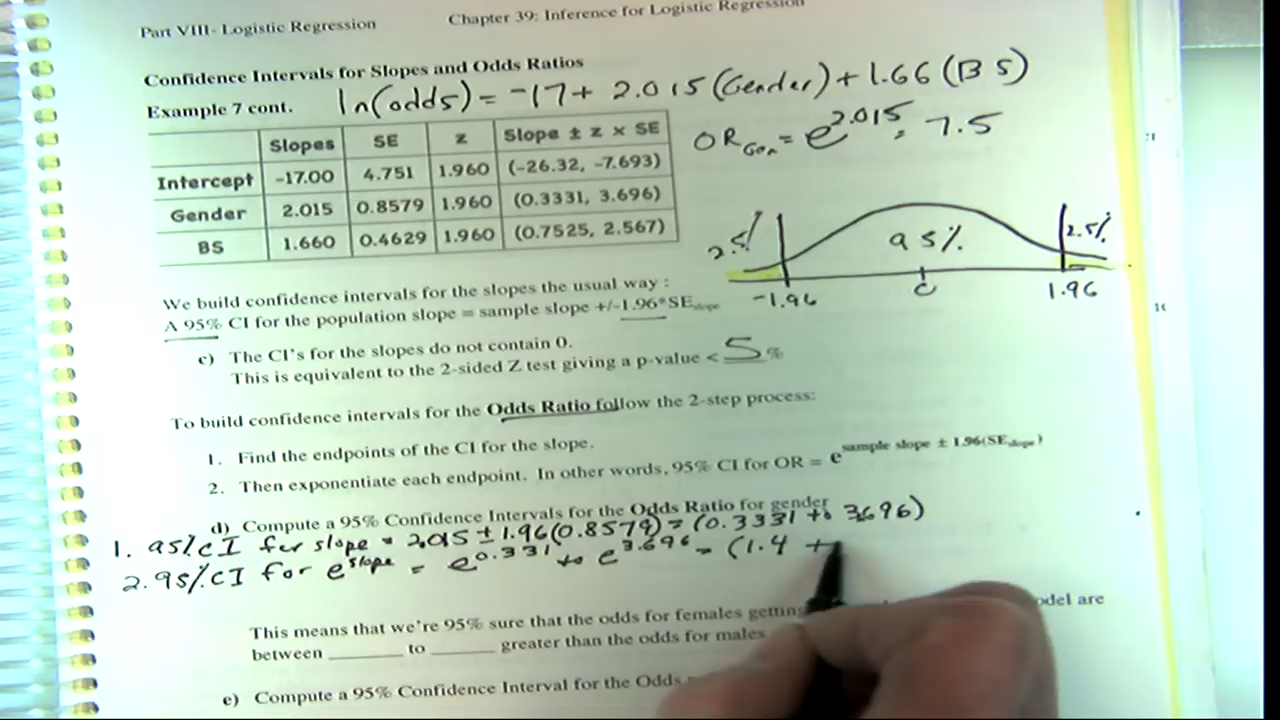 Part VIII- Logistic Regression
Chapter 39: Inference for Logistic Regression
Confidence Intervals for Slopes and Odds Ratios
Example 7 cont.
ln(odds) = -17 + 2.015(Gender) + 1.66(BS)
Slopes SE z Slope ± z × SE
Intercept -17.00 4.751 1.960 (-26.32, -7.693)
Gender 2.015 0.8579 1.960 (0.3331, 3.696)
BS 1.660 0.4629 1.960 (0.7525, 2.567)
OR = e^2.015 = 7.5
2.5% 95% 2.5%
-1.96 1.96
We build confidence intervals for the slopes the usual way :
A 95% CI for the population slope = sample slope +/-1.96*SEslope
c) The CI's for the slopes do not contain 0.
This is equivalent to the 2-sided Z test giving a p-value < 5 %
To build confidence intervals for the Odds Ratio follow the 2-step process:
1. Find the endpoints of the CI for the slope.
2. Then exponentiate each endpoint. In other words, 95% CI for OR = e^sample slope ± 1.96(SEslope)
d) Compute a 95% Confidence Intervals for the Odds Ratio for gender
1. 95% CI for slope = 2.015 ± 1.96(0.8579) = (0.3331 to 3.696)
2. 95% CI for e^slope = e^0.331 to e^3.696 = (1.4
This means that we're 95% sure that the odds for females getting
del are
between ______ to ______ greater than the odds for males
e) Compute a 95% Confidence Interval for the Odds